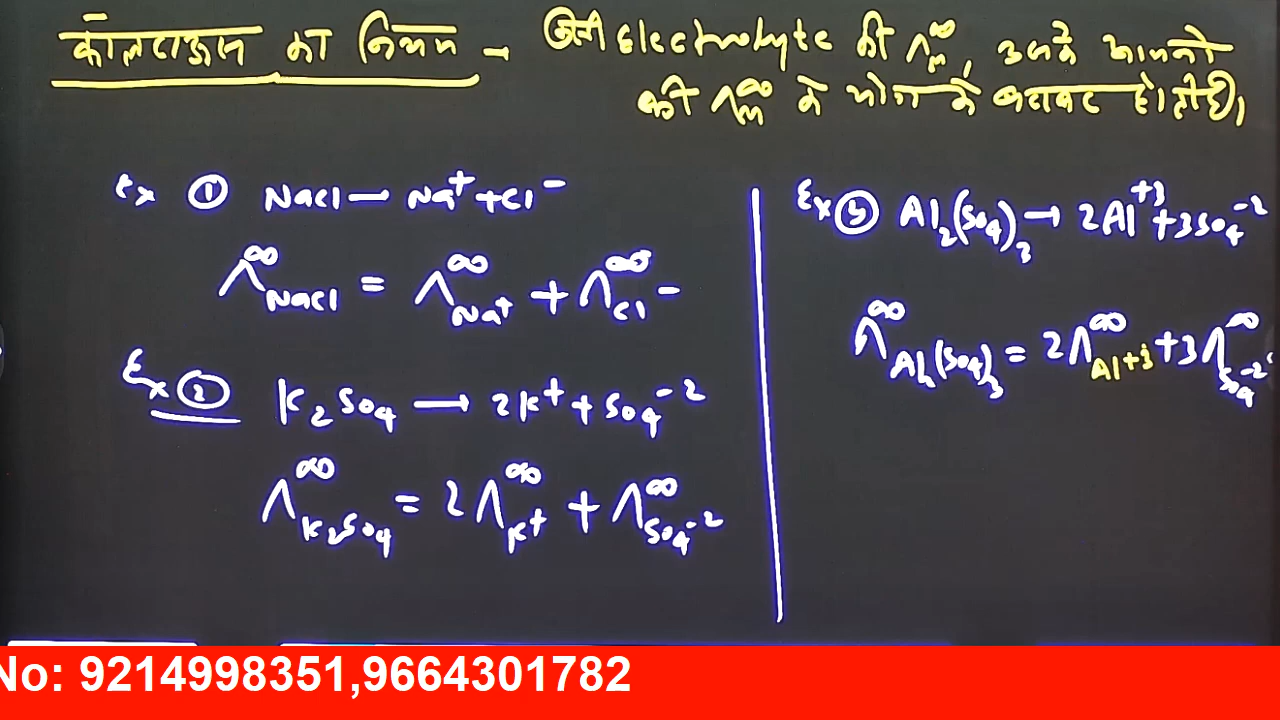 कोलराऊस का नियम - किसी Electrolyte की Λm∞, उसके आयनो
की Λm∞ के योग के बराबर होती है।
Ex ① NaCl → Na⁺ + Cl⁻
Λ∞NaCl = Λ∞Na⁺ + Λ∞Cl⁻
Ex ② K₂SO₄ → 2K⁺ + SO₄⁻²
Λ∞K₂SO₄ = 2Λ∞K⁺ + Λ∞SO₄⁻²
Ex ③ Al₂(SO₄)₃ → 2Al⁺³ + 3SO₄⁻²
Λ∞Al₂(SO₄)₃ = 2Λ∞Al⁺³ + 3Λ∞SO₄⁻²
No: 9214998351,9664301782